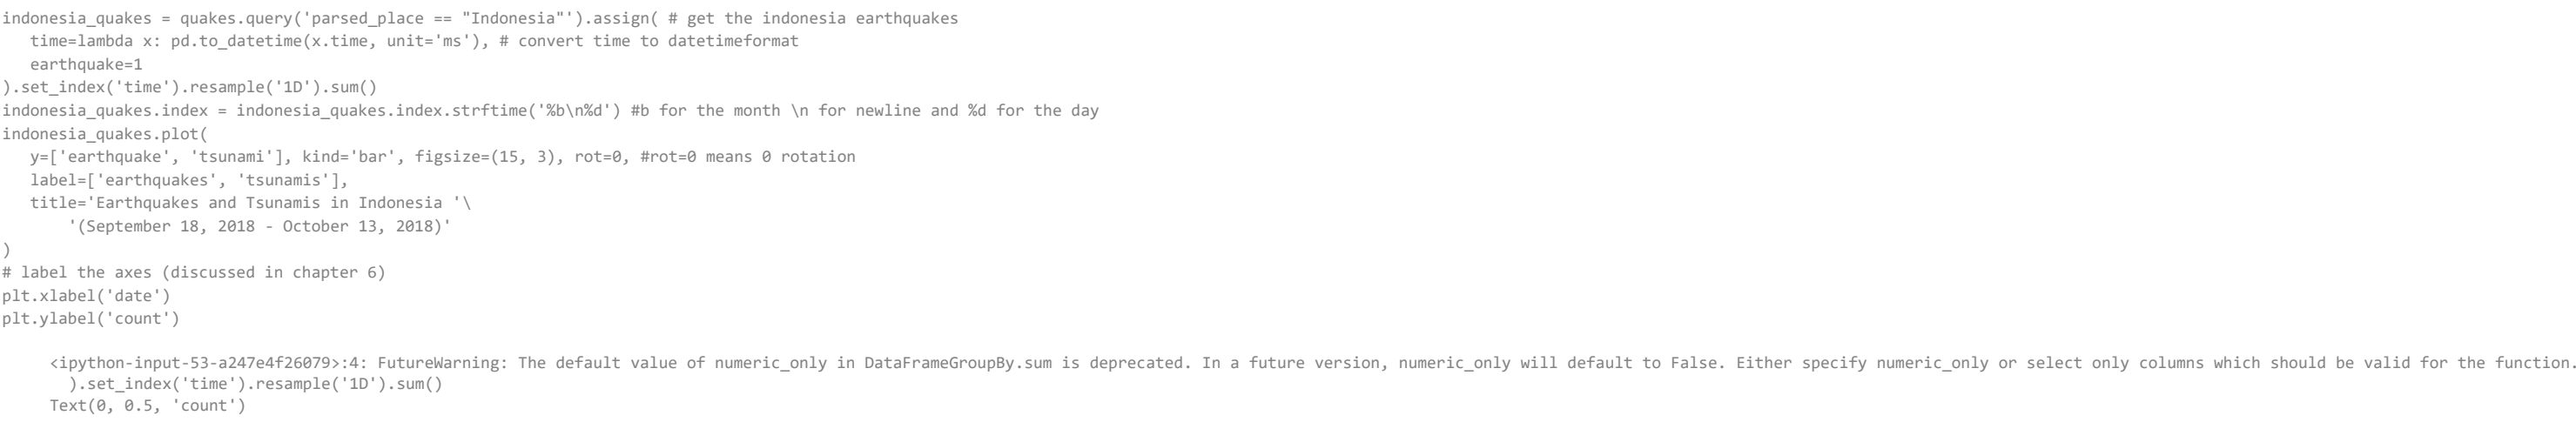 indonesia_quakes = quakes.query('parsed_place == "Indonesia"').assign( # get the indonesia earthquakes
   time=lambda x: pd.to_datetime(x.time, unit='ms'), # convert time to datetimeformat
   earthquake=1
).set_index('time').resample('1D').sum()
indonesia_quakes.index = indonesia_quakes.index.strftime('%b\n%d') #b for the month \n for newline and %d for the day
indonesia_quakes.plot(
   y=['earthquake', 'tsunami'], kind='bar', figsize=(15, 3), rot=0, #rot=0 means 0 rotation
   label=['earthquakes', 'tsunamis'],
   title='Earthquakes and Tsunamis in Indonesia '\
       '(September 18, 2018 - October 13, 2018)'
)
# label the axes (discussed in chapter 6)
plt.xlabel('date')
plt.ylabel('count')
<ipython-input-53-a247e4f26079>:4: FutureWarning: The default value of numeric_only in DataFrameGroupBy.sum is deprecated. In a future version, numeric_only will default to False. Either specify numeric_only or select only columns which should be valid for the function.
  ).set_index('time').resample('1D').sum()
Text(0, 0.5, 'count')